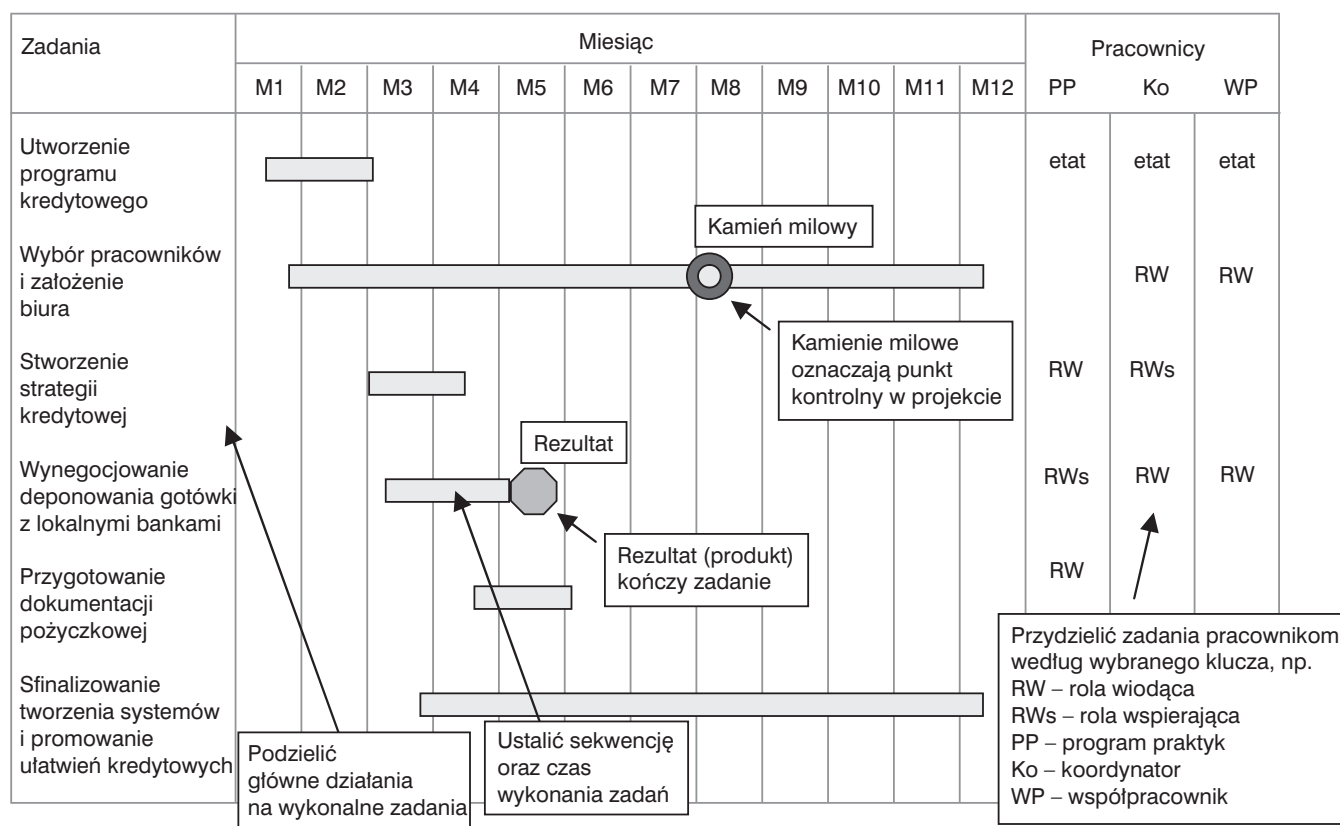 Zadania
Miesiąc
Pracownicy
M1 M2 M3 M4 M5 M6 M7 M8 M9 M10 M11 M12 PP Ko WP
Utworzenie
programu
kredytowego
etat etat etat
Kamień milowy
Wybór pracowników
i założenie
biura
RW RW
Kamienie milowe
oznaczają punkt
kontrolny w projekcie
Stworzenie
strategii
kredytowej
RW RWs
Rezultat
Wynegocjowanie
deponowania gotówki
z lokalnymi bankami
RWs RW RW
Rezultat (produkt)
kończy zadanie
Przygotowanie
dokumentacji
pożyczkowej
RW
Przydzielić zadania pracownikom
według wybranego klucza, np.
RW – rola wiodąca
RWs – rola wspierająca
PP – program praktyk
Ko – koordynator
WP – współpracownik
Sfinalizowanie
tworzenia systemów
i promowanie
ułatwień kredytowych
Podzielić
główne działania
na wykonalne zadania
Ustalić sekwencję
oraz czas
wykonania zadań